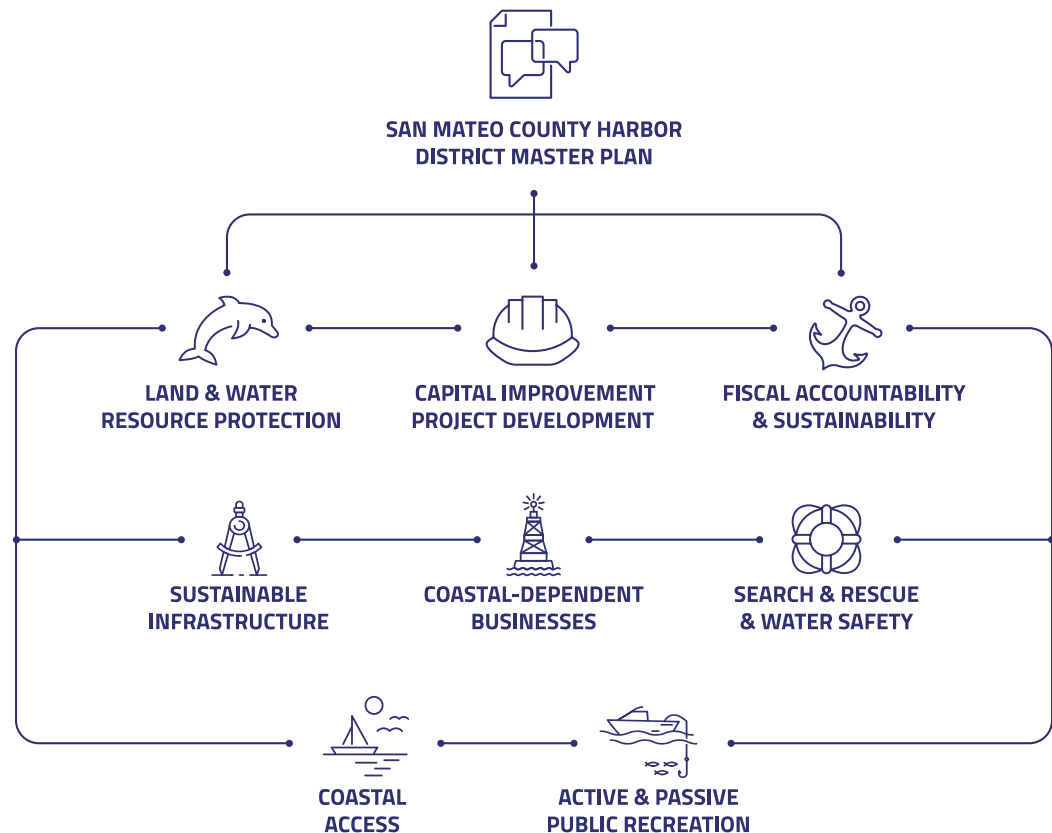 SAN MATEO COUNTY HARBOR
DISTRICT MASTER PLAN
LAND & WATER
RESOURCE PROTECTION
CAPITAL IMPROVEMENT
PROJECT DEVELOPMENT
FISCAL ACCOUNTABILITY
& SUSTAINABILITY
SUSTAINABLE
INFRASTRUCTURE
COASTAL-DEPENDENT
BUSINESSES
SEARCH & RESCUE
& WATER SAFETY
COASTAL
ACCESS
ACTIVE & PASSIVE
PUBLIC RECREATION